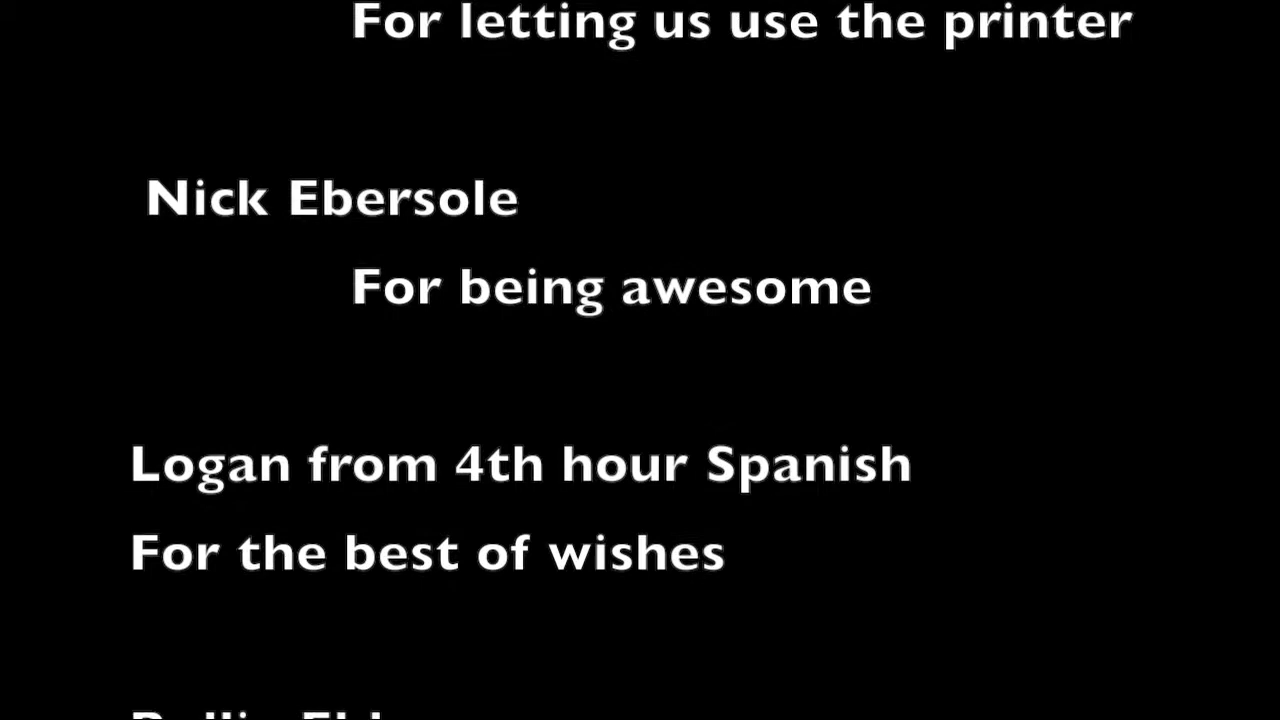 For letting us use the printer
Nick Ebersole
For being awesome
Logan from 4th hour Spanish
For the best of wishes